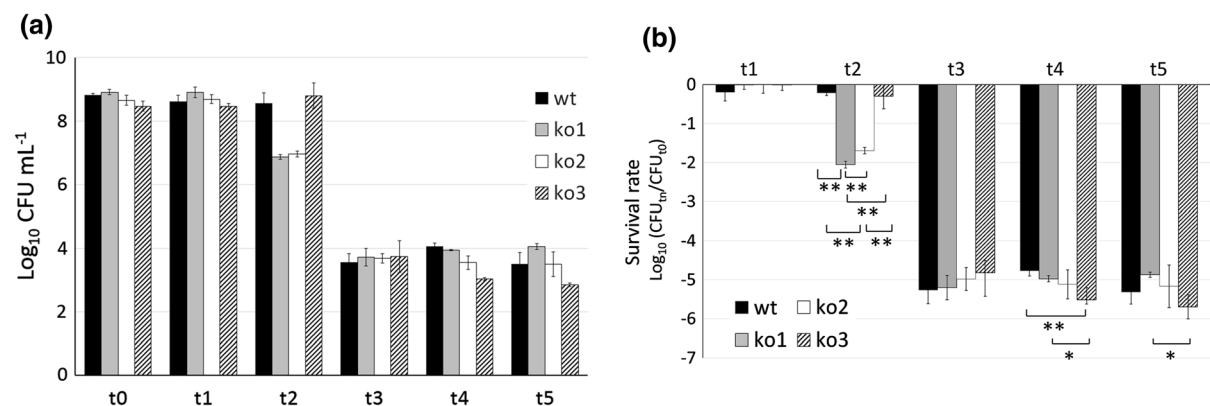 (a)
Log10 CFU mL-1
10
8
6
4
2
0
t0 t1 t2 t3 t4 t5
wt
ko1
ko2
ko3
(b)
Survival rate
Log10 (CFUtn/CFUt0)
0
-1
-2
-3
-4
-5
-6
-7
t1 t2 t3 t4 t5
** **
**
** **
**
*
*
wt ko2
ko1 ko3